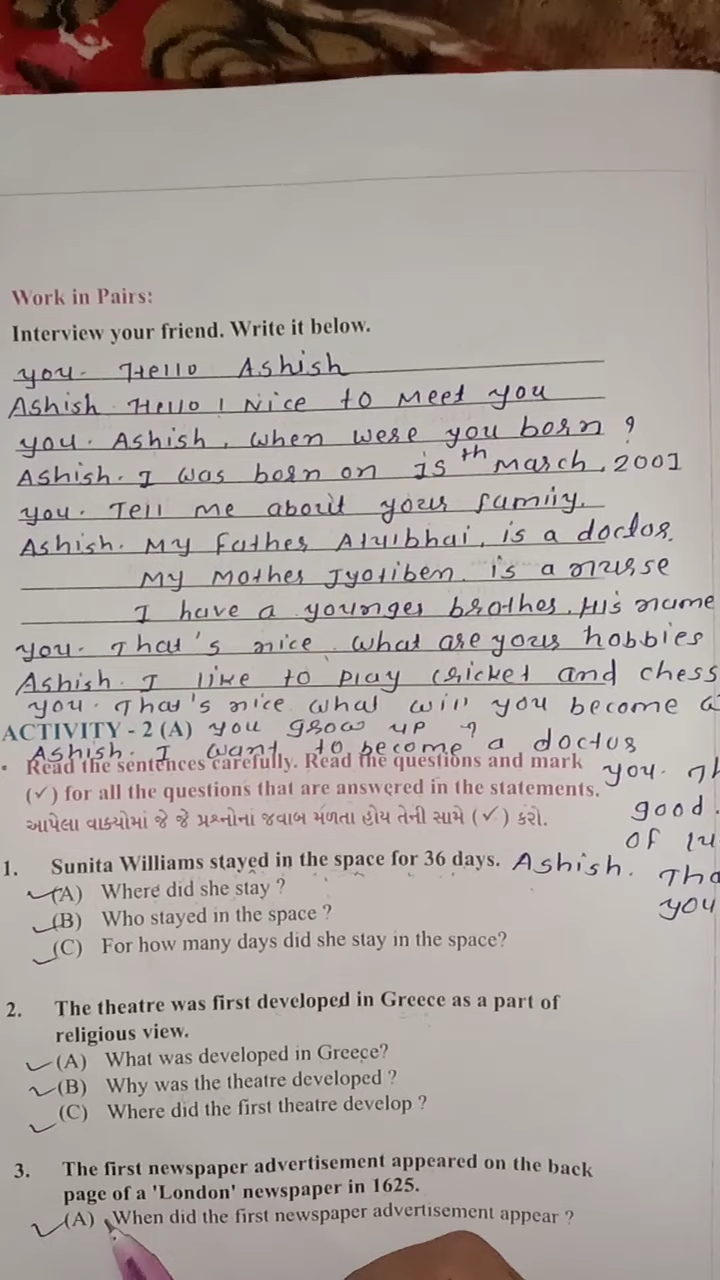 Work in Pairs:
Interview your friend. Write it below.
you- Hello Ashish
Ashish- Hello ! Nice to Meet you
you. Ashish, when were you born ?
Ashish. I was born on 15th March, 2001
you. Tell me about your family.
Ashish. My Father Atulbhai, is a doctor.
My Mother Jyotiben. is a nurse
I have a younger brother. His name
you- That's nice. what are your hobbies
Ashish. I like to play cricket and chess
you. That's nice what will you become a
ACTIVITY - 2 (A) you grow up ?
Ashish. I want to become a doctor
• Read the sentences carefully. Read the questions and mark
(✓) for all the questions that are answered in the statements.
you. Th
આપેલા વાક્યોમાં જે જે પ્રશ્નોનાં જવાબ મળતા હોય તેની સામે (✓) કરો.
good.
of
1. Sunita Williams stayed in the space for 36 days. Ashish. Tha
you
✓(A) Where did she stay ?
✓(B) Who stayed in the space ?
✓(C) For how many days did she stay in the space?
2. The theatre was first developed in Greece as a part of
religious view.
✓(A) What was developed in Greece?
✓(B) Why was the theatre developed ?
✓(C) Where did the first theatre develop ?
3. The first newspaper advertisement appeared on the back
page of a 'London' newspaper in 1625.
✓(A) When did the first newspaper advertisement appear ?